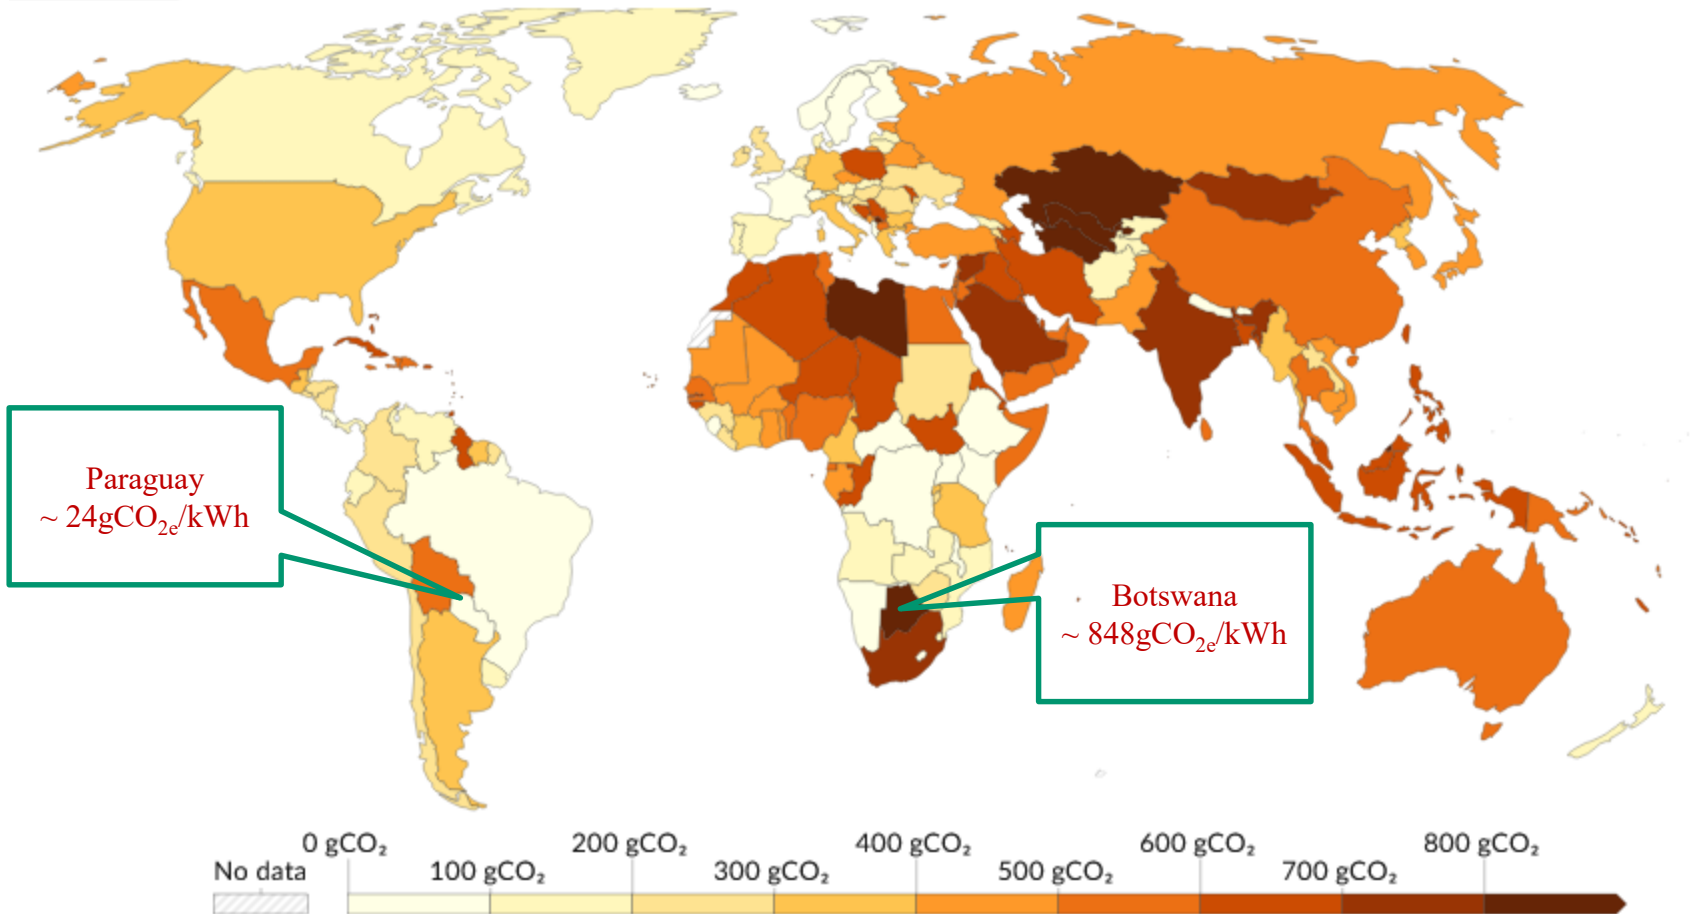 Paraguay
~ 24gCO₂ₑ/kWh
Botswana
~ 848gCO₂ₑ/kWh
0 gCO₂
200 gCO₂
400 gCO₂
600 gCO₂
800 gCO₂
No data
100 gCO₂
300 gCO₂
500 gCO₂
700 gCO₂